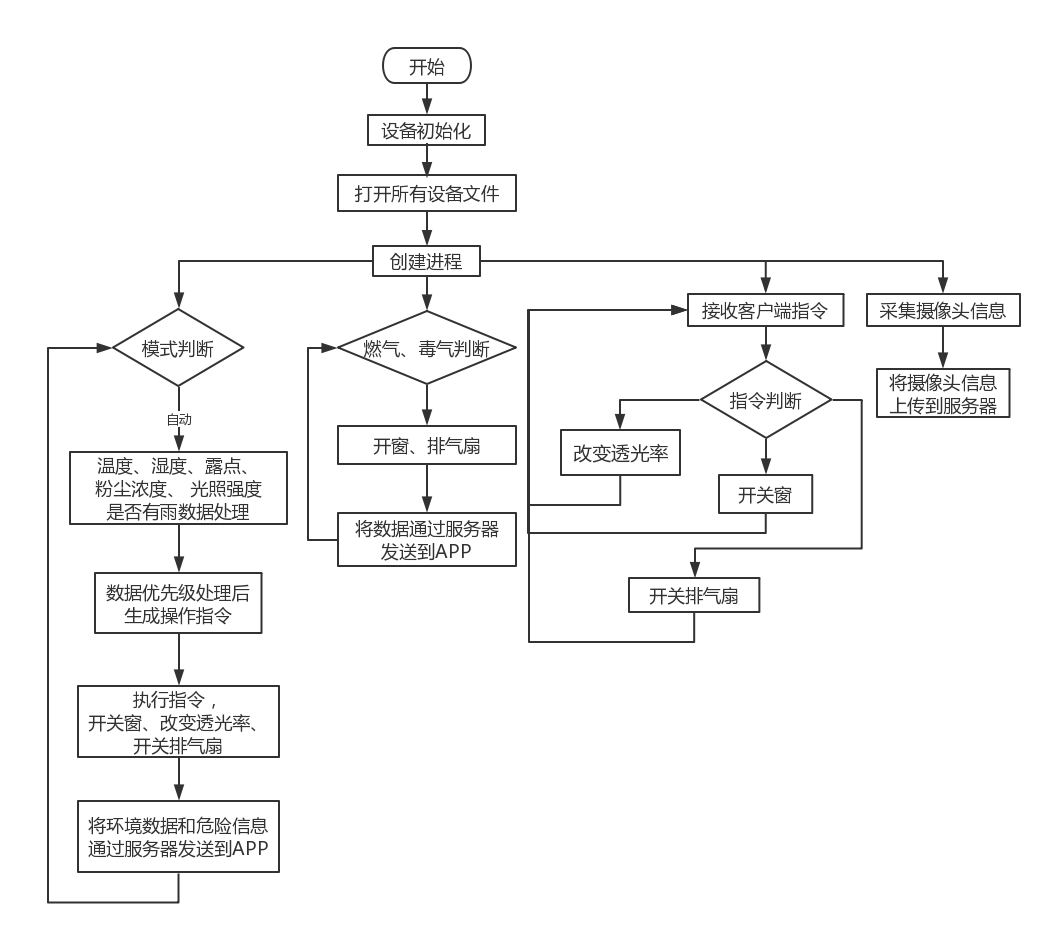 开始
设备初始化
打开所有设备文件
创建进程
模式判断
自动
温度、湿度、露点、
粉尘浓度、 光照强度
是否有雨数据处理
数据优先级处理后
生成操作指令
执行指令，
开关窗、改变透光率、
开关排气扇
将环境数据和危险信息
通过服务器发送到APP
燃气、毒气判断
开窗、排气扇
将数据通过服务器
发送到APP
接收客户端指令
指令判断
改变透光率
开关窗
开关排气扇
采集摄像头信息
将摄像头信息
上传到服务器